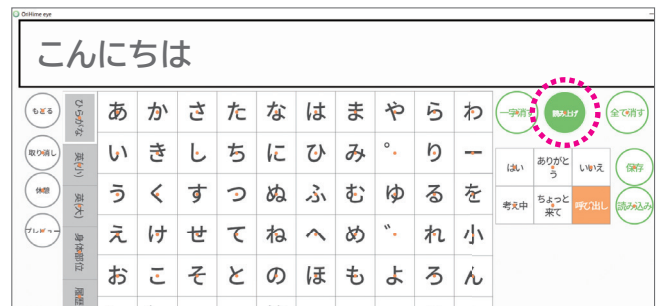 OriHime eye
こんにちは
もどる
取り消し
休憩
プレビュー
ひらがな
英(小)
英(大)
身体部位
履歴
あ か さ た な は ま や ら わ
い き し ち に ひ み ゜ り ー
う く す つ ぬ ふ む ゆ る を
え け せ て ね へ め ゛ れ 小
お こ そ と の ほ も よ ろ ん
一字消す 読み上げ 全て消す
はい ありがとう いいえ 保存
考え中 ちょっと来て 呼び出し 読み込み